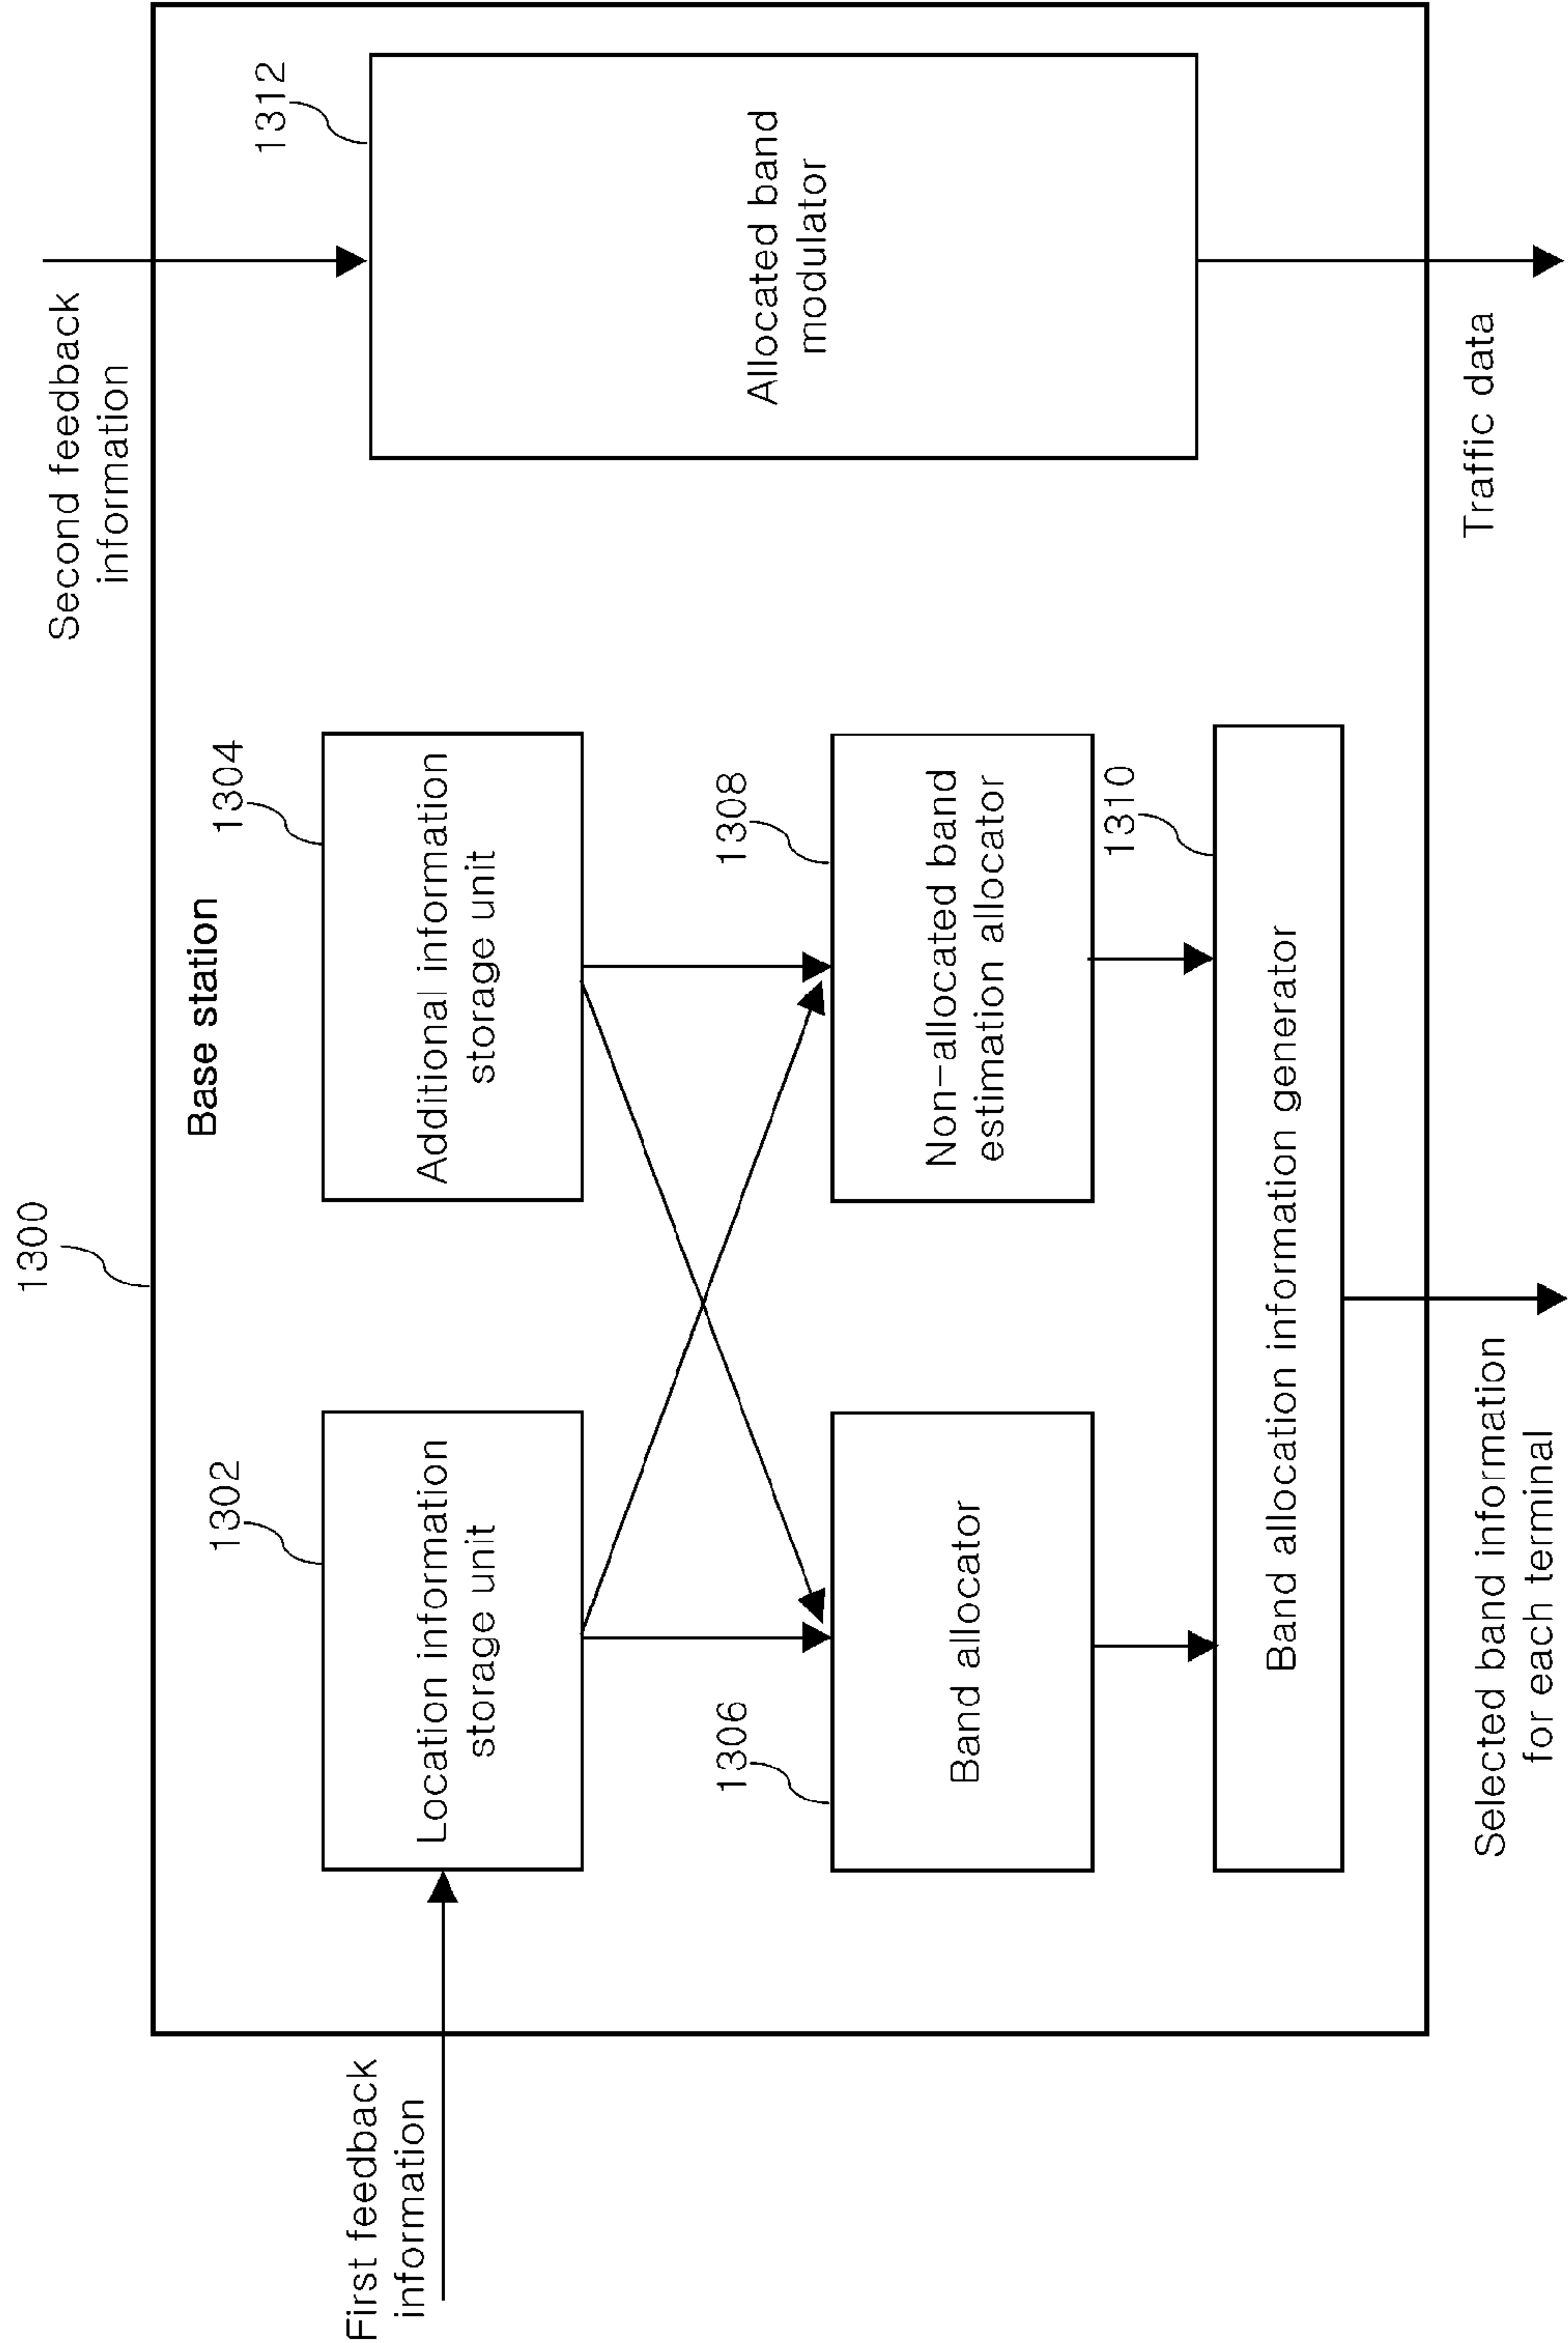 1300
Base station
Second feedback
information
First feedback
information
1302
Location information
storage unit
1304
Additional information
storage unit
1312
Allocated band
modulator
1306
Band allocator
1308
Non-allocated band
estimation allocator
1310
Band allocation information generator
Selected band information
for each terminal
Traffic data